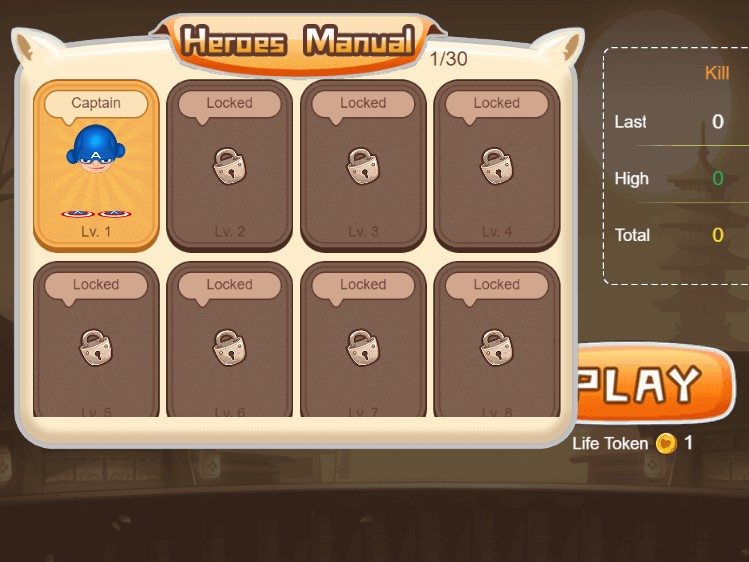 Heroes Manual
1/30
Captain
Locked
Locked
Locked
A
Lv. 1
Lv. 2
Lv. 3
Lv. 4
Locked
Locked
Locked
Locked
Lv. 5
Lv. 6
Lv. 7
Lv. 8
Kill
Last 0
High 0
Total 0
PLAY
Life Token 1